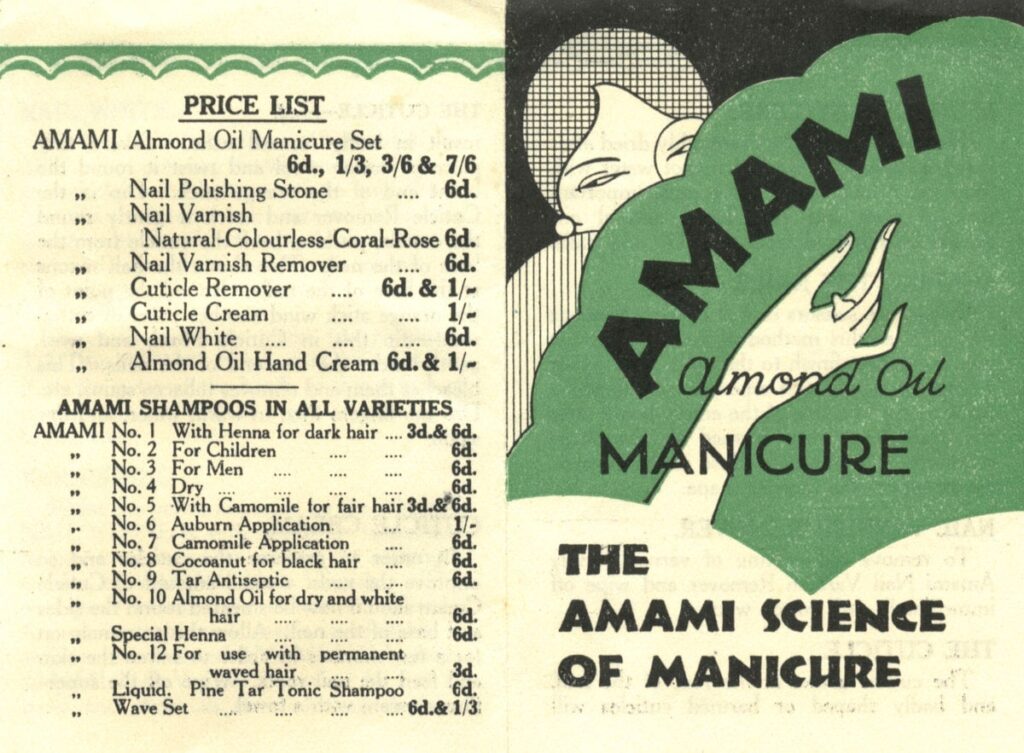 PRICE LIST
AMAMI Almond Oil Manicure Set
6d., 1/3, 3/6 & 7/6
„ Nail Polishing Stone .... 6d.
„ Nail Varnish
Natural-Colourless-Coral-Rose 6d.
„ Nail Varnish Remover .... 6d.
„ Cuticle Remover .... 6d. & 1/-
„ Cuticle Cream .... 1/-
„ Nail White .... 6d.
„ Almond Oil Hand Cream 6d. & 1/-
AMAMI SHAMPOOS IN ALL VARIETIES
AMAMI No. 1 With Henna for dark hair .... 3d. & 6d.
„ No. 2 For Children .... .... 6d.
„ No. 3 For Men .... .... .... 6d.
„ No. 4 Dry .... .... .... .... 6d.
„ No. 5 With Camomile for fair hair 3d. & 6d.
„ No. 6 Auburn Application .... 1/-
„ No. 7 Camomile Application .... 6d.
„ No. 8 Cocoanut for black hair .... 6d.
„ No. 9 Tar Antiseptic .... .... 6d.
„ No. 10 Almond Oil for dry and white
hair .... .... .... 6d.
„ Special Henna .... .... .... 6d.
„ No. 12 For use with permanent
waved hair .... .... 3d.
„ Liquid. Pine Tar Tonic Shampoo 6d.
„ Wave Set .... .... .... .... 6d. & 1/3
AMAMI
Almond Oil
MANICURE
THE
AMAMI SCIENCE
OF MANICURE